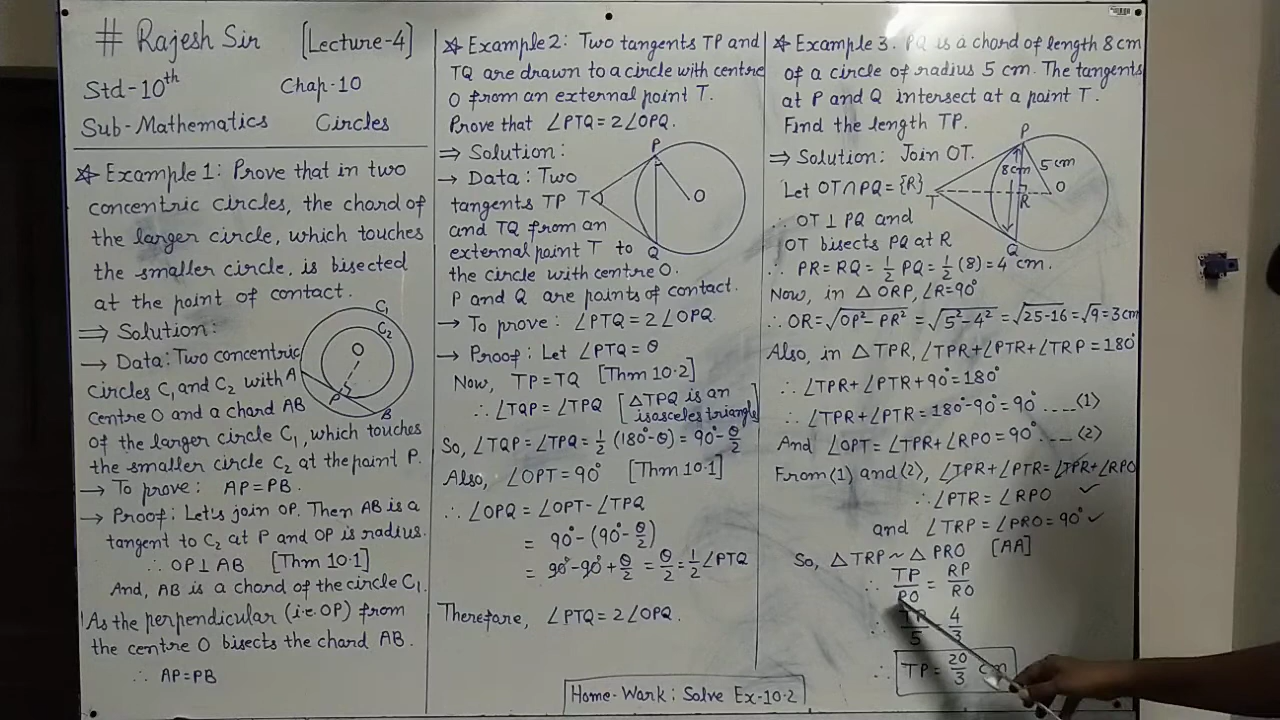 # Rajesh Sir [Lecture-4]
Std-10th Chap-10
Sub-Mathematics Circles
☆ Example 1: Prove that in two
concentric circles, the chord of
the larger circle, which touches
the smaller circle, is bisected
at the point of contact.
⇒ Solution:
→ Data: Two concentric
circles C₁ and C₂ with
centre O and a chord AB
of the larger circle C₁, which touches
the smaller circle C₂ at the point P.
→ To prove: AP=PB.
→ Proof: Let's join OP. Then AB is a
tangent to C₂ at P and OP is radius.
∴ OP⊥AB [Thm 10.1]
And, AB is a chord of the circle C₁.
As the perpendicular (i.e. OP) from
the centre O bisects the chord AB.
∴ AP=PB
C₁
C₂
O
A
P
B
☆ Example 2: Two tangents TP and
TQ are drawn to a circle with centre
O from an external point T.
Prove that ∠PTQ=2∠OPQ.
⇒ Solution:
→ Data: Two
tangents TP
and TQ from an
external point T to
the circle with centre O.
P and Q are points of contact.
→ To prove: ∠PTQ=2∠OPQ
→ Proof: Let ∠PTQ=θ
Now, TP=TQ [Thm 10.2]
∴ ∠TQP=∠TPQ [△TPQ is an
isosceles triangle]
So, ∠TQP=∠TPQ=1/2 (180°-θ)=90°-θ/2
Also, ∠OPT=90° [Thm 10.1]
∴ ∠OPQ=∠OPT-∠TPQ
= 90°-(90°-θ/2)
= 90°-90°+θ/2=θ/2=1/2∠PTQ
Therefore, ∠PTQ=2∠OPQ.
P
T
O
Q
Home-Work: Solve Ex-10.2
☆ Example 3. PQ is a chord of length 8cm
of a circle of radius 5 cm. The tangents
at P and Q intersect at a point T.
Find the length TP.
⇒ Solution: Join OT.
Let OT∩PQ={R}
∴ OT⊥PQ and
OT bisects PQ at R
∴ PR=RQ=1/2 PQ=1/2 (8)=4 cm.
Now, in △ORP, ∠R=90°
∴ OR=√OP²-PR² = √5²-4² = √25-16 = √9=3cm
Also, in △TPR, ∠TPR+∠PTR+∠TRP=180°
∴ ∠TPR+∠PTR+90°=180°
∴ ∠TPR+∠PTR=180°-90°=90° ....(1)
And ∠OPT=∠TPR+∠RPO=90° .... (2)
From (1) and (2), ∠TPR+∠PTR=∠TPR+∠RPO
∴ ∠PTR=∠RPO ✓
and ∠TRP=∠PRO=90° ✓
So, △TRP~△PRO [AA]
∴ TP/PO = RP/RO
∴ TP/5 = 4/3
∴ TP=20/3 cm
P
5cm
8cm
T
R
O
Q